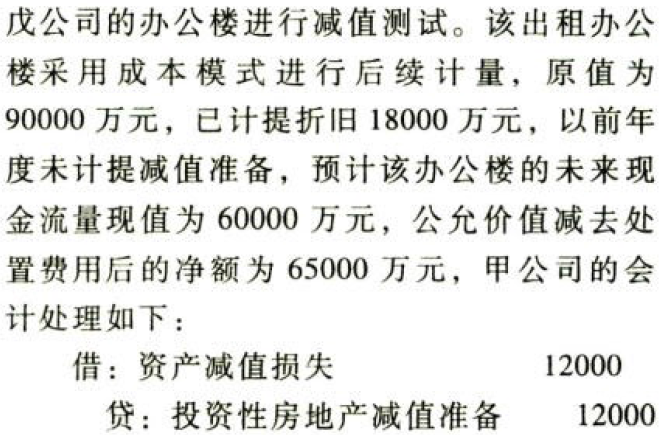 戊公司的办公楼进行减值测试。该出租办公
楼采用成本模式进行后续计量，原值为
90000 万元，已计提折旧 18000 万元，以前年
度未计提减值准备，预计该办公楼的未来现
金流量现值为 60000 万元，公允价值减去处
置费用后的净额为 65000 万元，甲公司的会
计处理如下：
借：资产减值损失 12000
贷：投资性房地产减值准备 12000